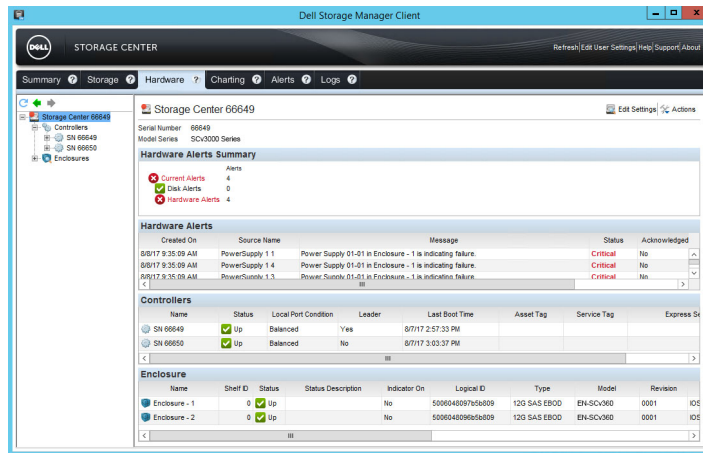 Dell Storage Manager Client
DELL
STORAGE CENTER
Refresh Edit User Settings Help Support About
Summary ? Storage ? Hardware ? Charting ? Alerts ? Logs ?
Storage Center 66649
Controllers
SN 66649
SN 66650
Enclosures
Storage Center 66649
Edit Settings Actions
Serial Number 66649
Model Series SCv3000 Series
Hardware Alerts Summary
Alerts
Current Alerts 4
Disk Alerts 0
Hardware Alerts 4
Hardware Alerts
Created On Source Name Message Status Acknowledged
8/8/17 9:35:09 AM PowerSupply 1 1 Power Supply 01-01 in Enclosure - 1 is indicating failure. Critical No
8/8/17 9:35:09 AM PowerSupply 1 4 Power Supply 01-01 in Enclosure - 1 is indicating failure. Critical No
8/8/17 9:35:09 AM PowerSupply 1 3 Power Supply 01-01 in Enclosure - 1 is indicating failure. Critical No
Controllers
Name Status Local Port Condition Leader Last Boot Time Asset Tag Service Tag Express Se
SN 66649 Up Balanced Yes 8/7/17 2:57:33 PM
SN 66650 Up Balanced No 8/7/17 3:03:37 PM
Enclosure
Name Shelf ID Status Status Description Indicator On Logical ID Type Model Revision
Enclosure - 1 0 Up No 5006048097b5b809 12G SAS EBOD EN-SCv360 0001 IOS
Enclosure - 2 0 Up No 5006048096b5b809 12G SAS EBOD EN-SCv360 0001 IOS